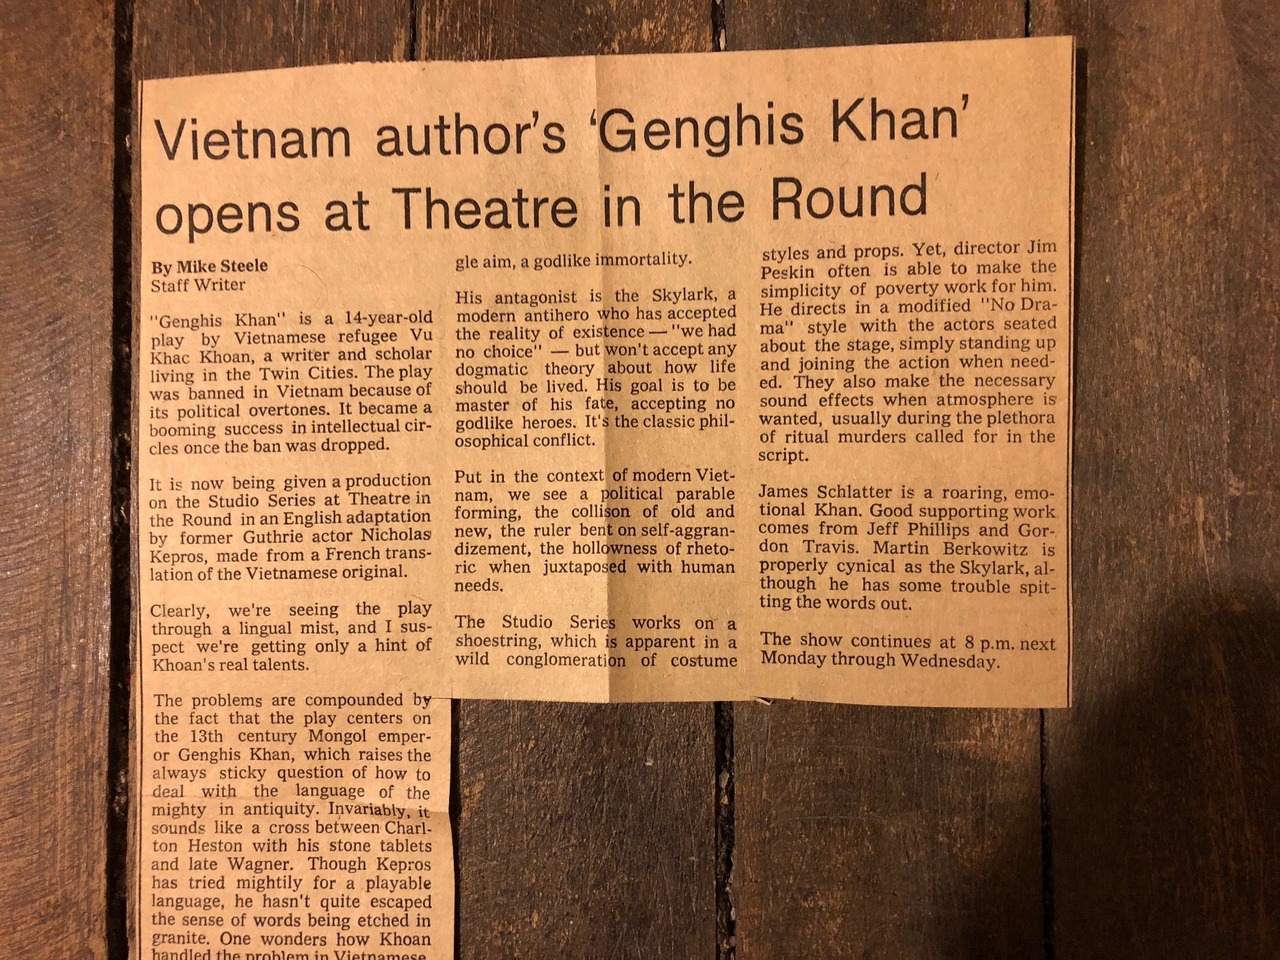 Vietnam author's 'Genghis Khan'
opens at Theatre in the Round
By Mike Steele
Staff Writer
"Genghis Khan" is a 14-year-old
play by Vietnamese refugee Vu
Khac Khoan, a writer and scholar
living in the Twin Cities. The play
was banned in Vietnam because of
its political overtones. It became a
booming success in intellectual cir-
cles once the ban was dropped.
It is now being given a production
on the Studio Series at Theatre in
the Round in an English adaptation
by former Guthrie actor Nicholas
Kepros, made from a French trans-
lation of the Vietnamese original.
Clearly, we're seeing the play
through a lingual mist, and I sus-
pect we're getting only a hint of
Khoan's real talents.
The problems are compounded by
the fact that the play centers on
the 13th century Mongol emper-
or Genghis Khan, which raises the
always sticky question of how to
deal with the language of the
mighty in antiquity. Invariably, it
sounds like a cross between Charl-
ton Heston with his stone tablets
and late Wagner. Though Kepros
has tried mightily for a playable
language, he hasn't quite escaped
the sense of words being etched in
granite. One wonders how Khoan
handled the problem in Vietnamese.
gle aim, a godlike immortality.
His antagonist is the Skylark, a
modern antihero who has accepted
the reality of existence — "we had
no choice" — but won't accept any
dogmatic theory about how life
should be lived. His goal is to be
master of his fate, accepting no
godlike heroes. It's the classic phil-
osophical conflict.
Put in the context of modern Viet-
nam, we see a political parable
forming, the collison of old and
new, the ruler bent on self-aggran-
dizement, the hollowness of rheto-
ric when juxtaposed with human
needs.
The Studio Series works on a
shoestring, which is apparent in a
wild conglomeration of costume
styles and props. Yet, director Jim
Peskin often is able to make the
simplicity of poverty work for him.
He directs in a modified "No Dra-
ma" style with the actors seated
about the stage, simply standing up
and joining the action when need-
ed. They also make the necessary
sound effects when atmosphere is
wanted, usually during the plethora
of ritual murders called for in the
script.
James Schlatter is a roaring, emo-
tional Khan. Good supporting work
comes from Jeff Phillips and Gor-
don Travis. Martin Berkowitz is
properly cynical as the Skylark, al-
though he has some trouble spit-
ting the words out.
The show continues at 8 p.m. next
Monday through Wednesday.